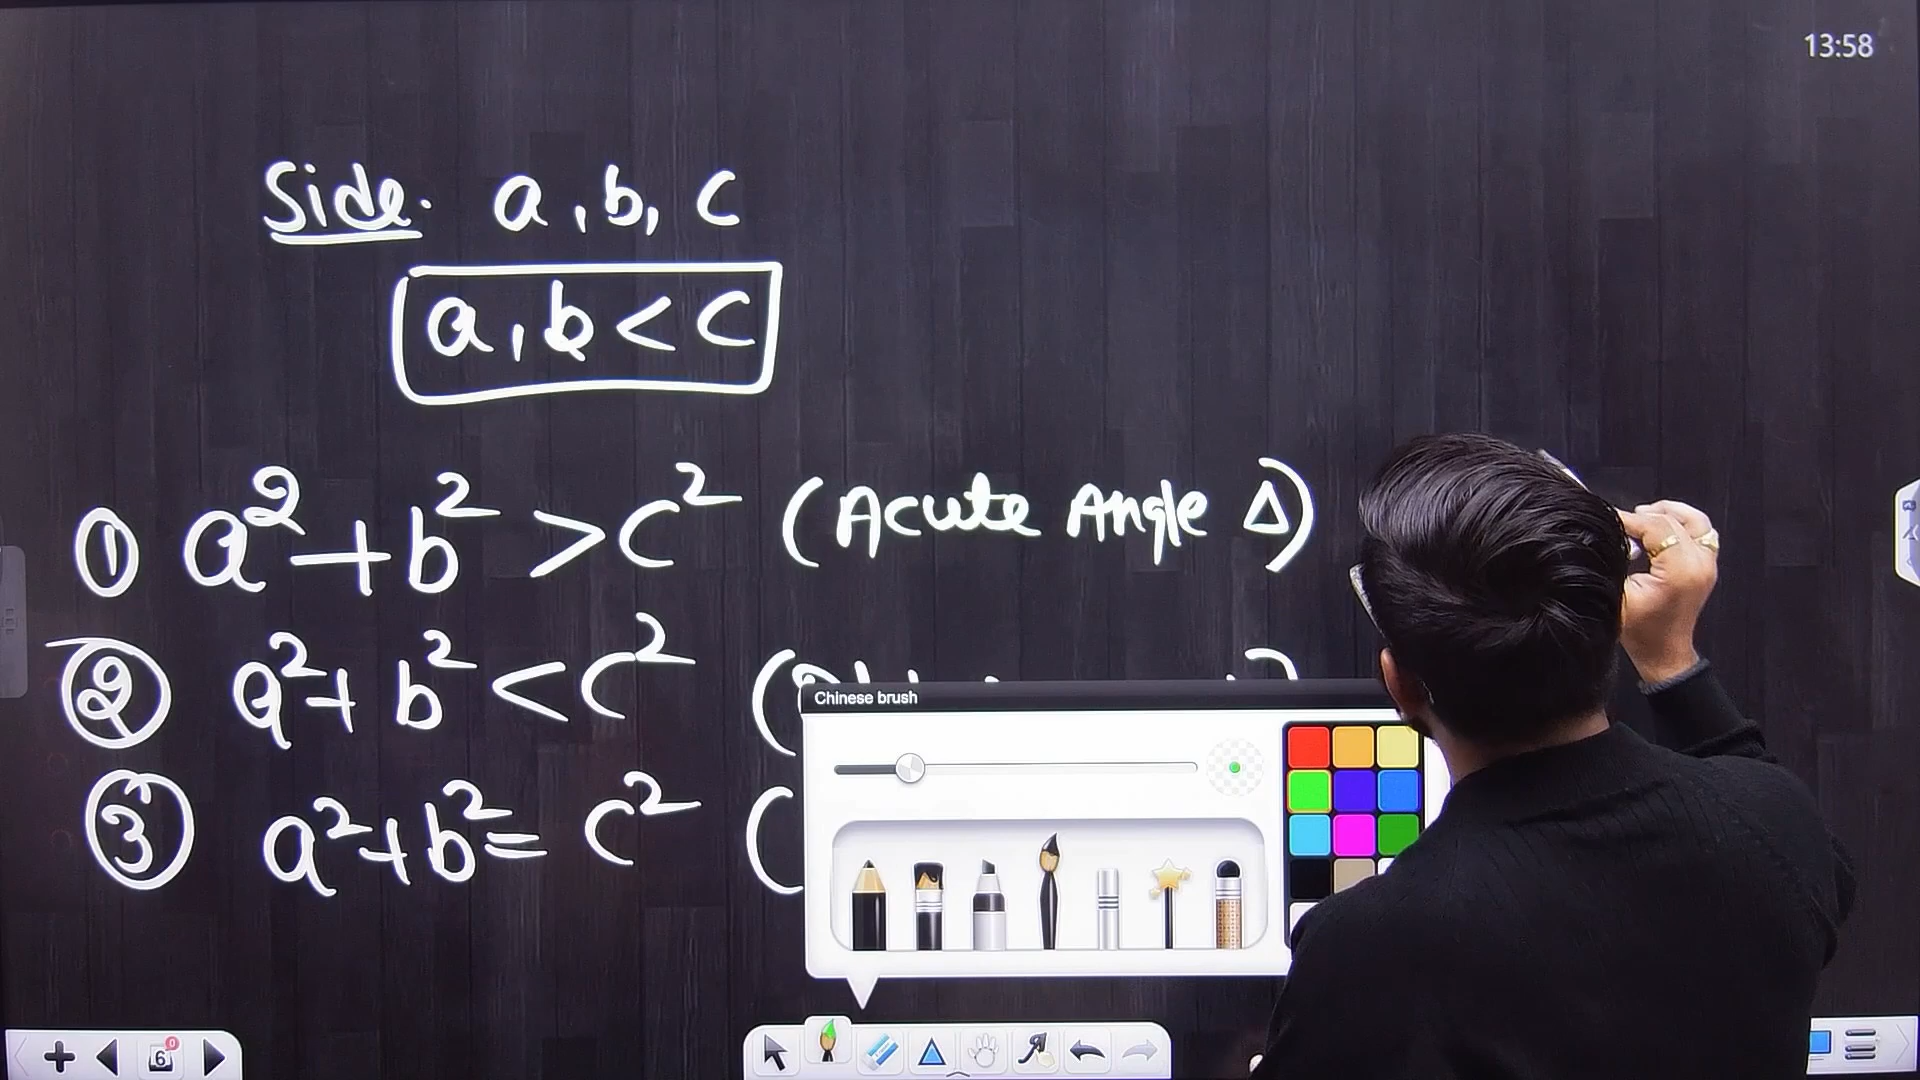 13:58
Side. a, b, c
a, b < c
① a² + b² > c² (Acute Angle Δ)
② a² + b² < c² (
③ a² + b² = c² (
Chinese brush
6
0